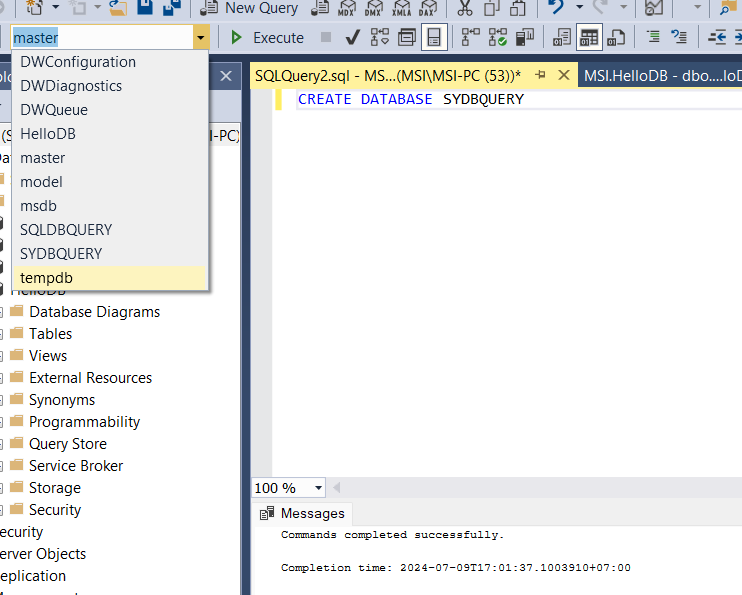 New Query
MDX DMX XMLA DAX
master
Execute
DWConfiguration
DWDiagnostics
DWQueue
HelloDB
master
model
msdb
SQLDBQUERY
SYDBQUERY
tempdb
SQLQuery2.sql - MS...(MSI\MSI-PC (53))*
MSI.HelloDB - dbo....loD
CREATE DATABASE SYDBQUERY
I-PC)
HelloDB
Database Diagrams
Tables
Views
External Resources
Synonyms
Programmability
Query Store
Service Broker
Storage
Security
ecurity
erver Objects
eplication
100 %
Messages
Commands completed successfully.
Completion time: 2024-07-09T17:01:37.1003910+07:00